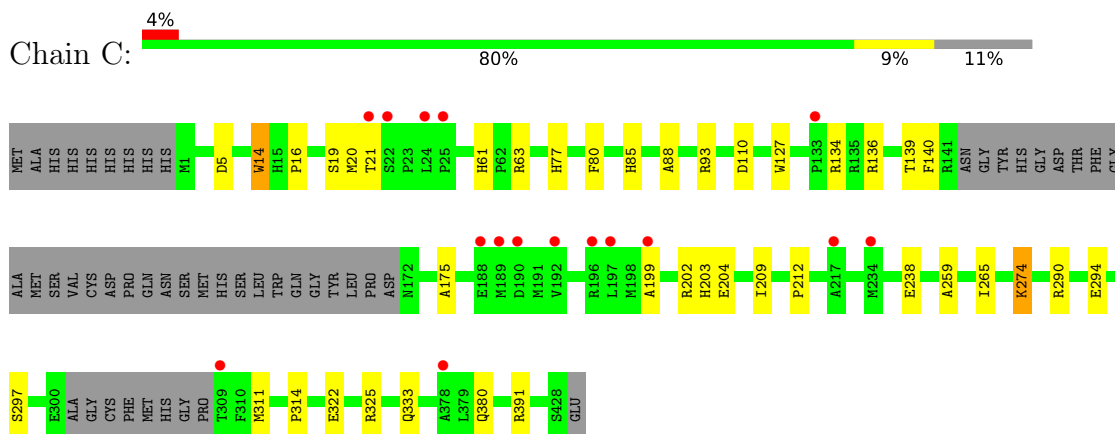 4%
Chain C:
80% 9% 11%
MET ALA HIS HIS HIS HIS HIS HIS HIS HIS M1 D5 W14 H15 P16 S19 M20 T21 S22 P23 L24 P25 H61 P62 R63 H77 F80 H85 A88 R93 D110 W127 P133 R134 R135 R136 T139 F140 R141 ASN GLY TYR HIS GLY ASP THR PHE GLY
ALA MET SER VAL CYS ASP PRO GLN ASN SER MET HIS SER LEU TRP GLN GLY TYR LEU PRO ASP N172 A175 E188 M189 D190 M191 V192 R196 L197 M198 A199 R202 H203 E204 I209 P212 A217 M234 E238 A259 I265 K274 R290 E294
S297 E300 ALA GLY CYS PHE MET HIS GLY PRO T309 F310 M311 P314 E322 R325 Q333 A378 L379 Q380 R391 S428 GLU